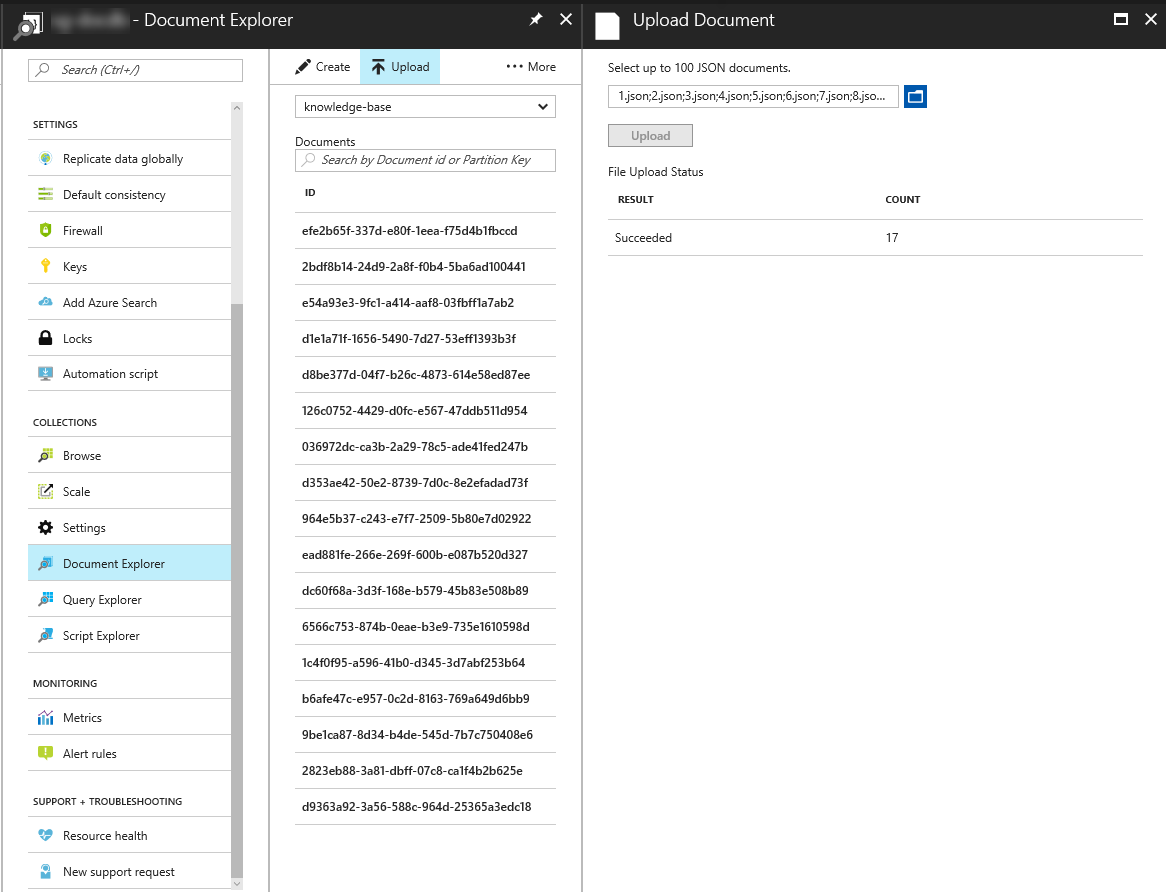 - Document Explorer
Search (Ctrl+/)
SETTINGS
Replicate data globally
Default consistency
Firewall
Keys
Add Azure Search
Locks
Automation script
COLLECTIONS
Browse
Scale
Settings
Document Explorer
Query Explorer
Script Explorer
MONITORING
Metrics
Alert rules
SUPPORT + TROUBLESHOOTING
Resource health
New support request
Create
Upload
More
knowledge-base
Documents
Search by Document id or Partition Key
ID
efe2b65f-337d-e80f-1eea-f75d4b1fbccd
2bdf8b14-24d9-2a8f-f0b4-5ba6ad100441
e54a93e3-9fc1-a414-aaf8-03fbff1a7ab2
d1e1a71f-1656-5490-7d27-53eff1393b3f
d8be377d-04f7-b26c-4873-614e58ed87ee
126c0752-4429-d0fc-e567-47ddb511d954
036972dc-ca3b-2a29-78c5-ade41fed247b
d353ae42-50e2-8739-7d0c-8e2efadad73f
964e5b37-c243-e7f7-2509-5b80e7d02922
ead881fe-266e-269f-600b-e087b520d327
dc60f68a-3d3f-168e-b579-45b83e508b89
6566c753-874b-0eae-b3e9-735e1610598d
1c4f0f95-a596-41b0-d345-3d7abf253b64
b6afe47c-e957-0c2d-8163-769a649d6bb9
9be1ca87-8d34-b4de-545d-7b7c750408e6
2823eb88-3a81-dbff-07c8-ca1f4b2b625e
d9363a92-3a56-588c-964d-25365a3edc18
Upload Document
Select up to 100 JSON documents.
1.json;2.json;3.json;4.json;5.json;6.json;7.json;8.jso...
Upload
File Upload Status
RESULT COUNT
Succeeded 17